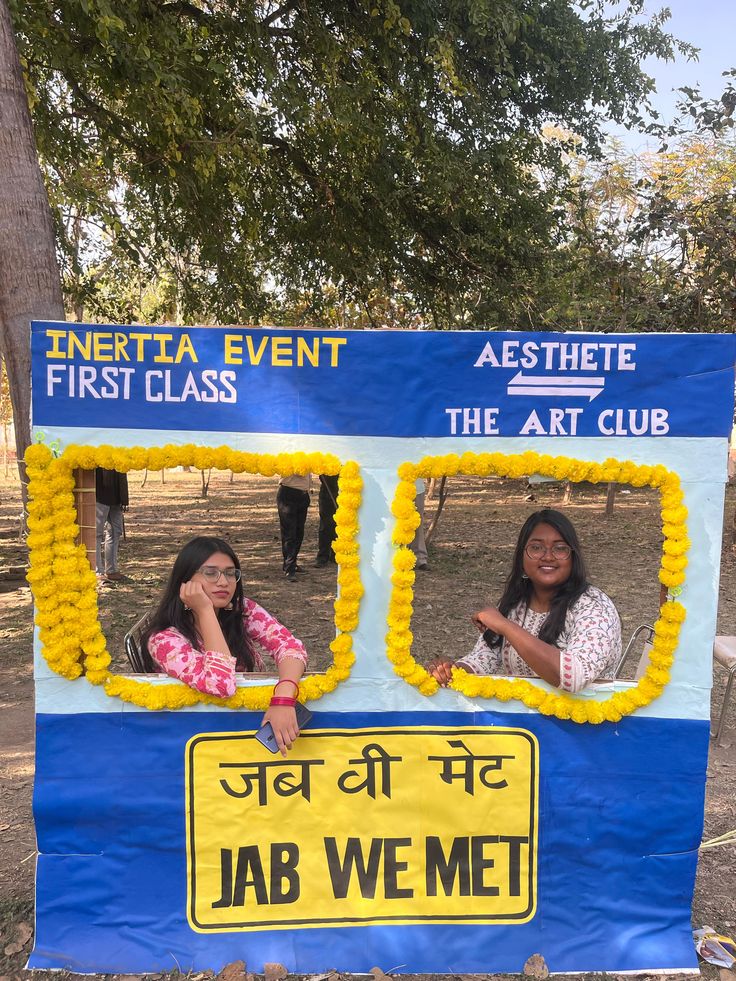 INERTIA EVENT
FIRST CLASS
AESTHETE
THE ART CLUB
जब वी मेट
JAB WE MET